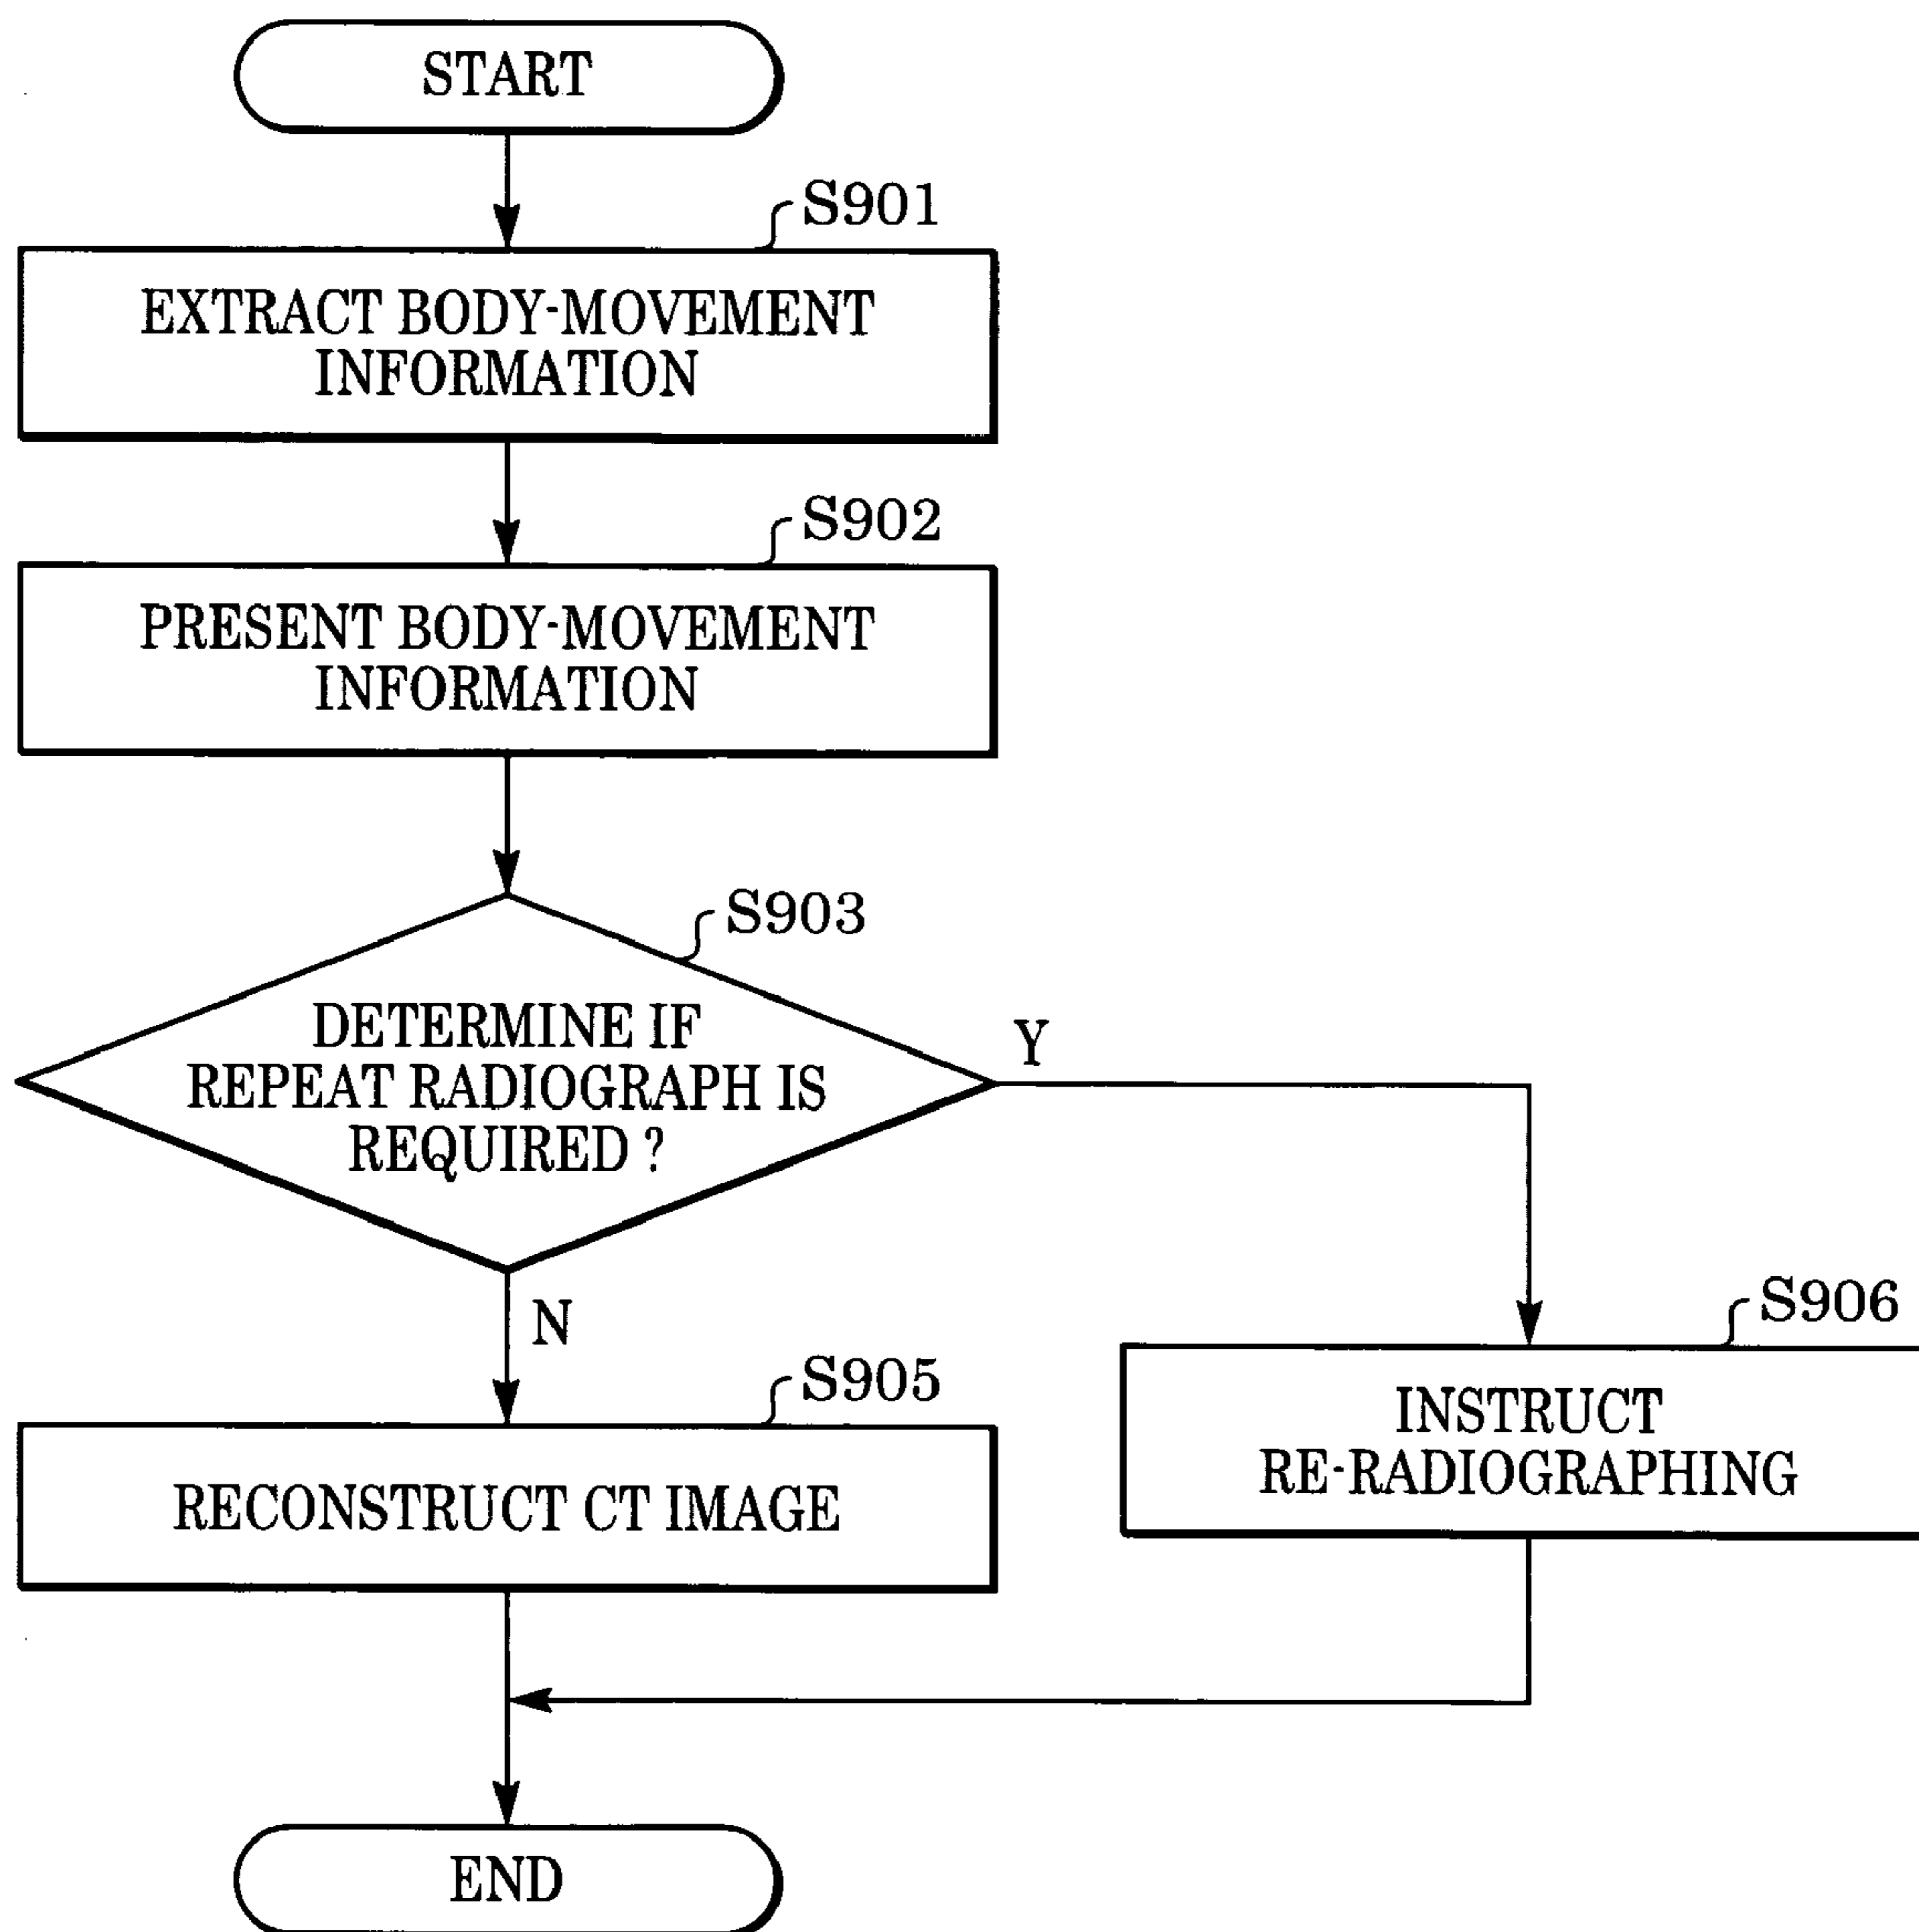 START
S901
EXTRACT BODY-MOVEMENT
INFORMATION
S902
PRESENT BODY-MOVEMENT
INFORMATION
S903
DETERMINE IF
REPEAT RADIOGRAPH IS
REQUIRED ?
Y
N
S905
RECONSTRUCT CT IMAGE
S906
INSTRUCT
RE-RADIOGRAPHING
END